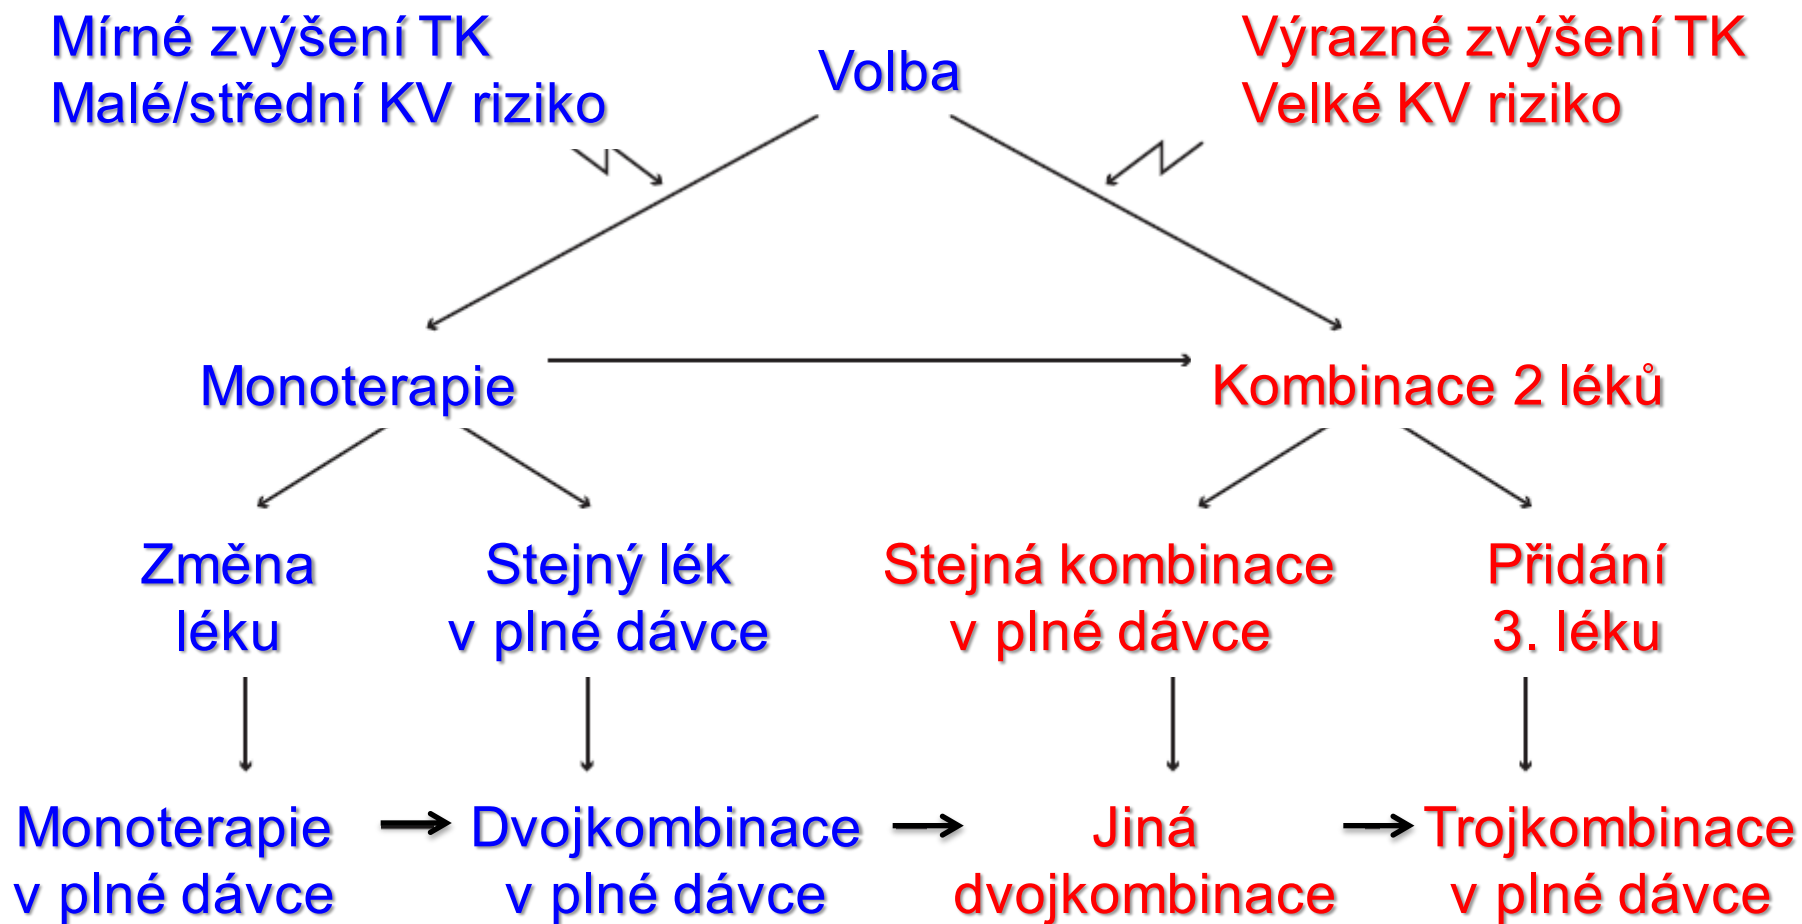 Mírné zvýšení TK
Malé/střední KV riziko
Volba
Výrazné zvýšení TK
Velké KV riziko
Monoterapie
Kombinace 2 léků
Změna
léku
Stejný lék
v plné dávce
Stejná kombinace
v plné dávce
Přidání
3. léku
Monoterapie
v plné dávce
Dvojkombinace
v plné dávce
Jiná
dvojkombinace
Trojkombinace
v plné dávce